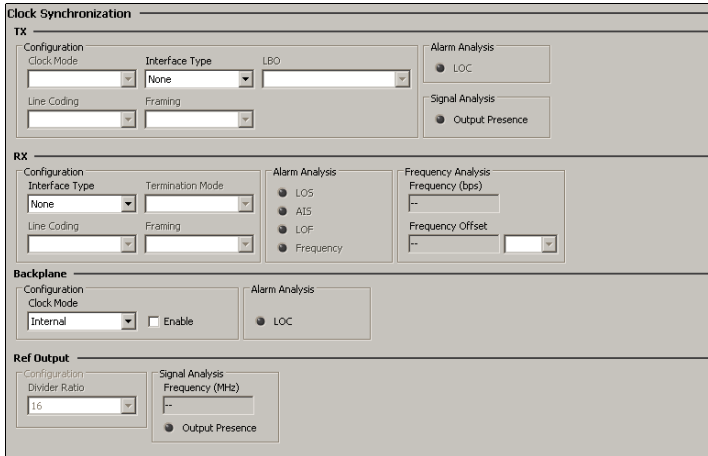 Clock Synchronization
TX
Configuration
Clock Mode Interface Type LBO
None
Line Coding Framing
Alarm Analysis
LOC
Signal Analysis
Output Presence
RX
Configuration
Interface Type Termination Mode
None
Line Coding Framing
Alarm Analysis
LOS
AIS
LOF
Frequency
Frequency Analysis
Frequency (bps)
--
Frequency Offset
--
Backplane
Configuration
Clock Mode
Internal Enable
Alarm Analysis
LOC
Ref Output
Configuration
Divider Ratio
16
Signal Analysis
Frequency (MHz)
--
Output Presence